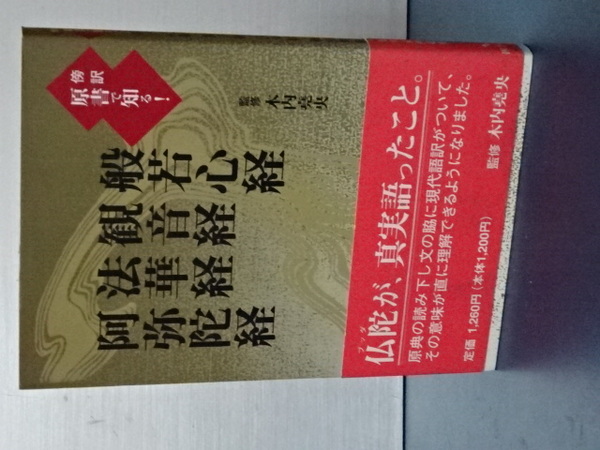 傍訳
原書で知る!
般若心経
観音経
法華経
阿弥陀経
監修 木内堯央
仏陀が、真実語ったこと。
ブッダ
原典の読み下し文の脇に現代語訳がついて、
その意味が直に理解できるようになりました。
監修 木内堯央
定価 1,260円(本体1,200円)